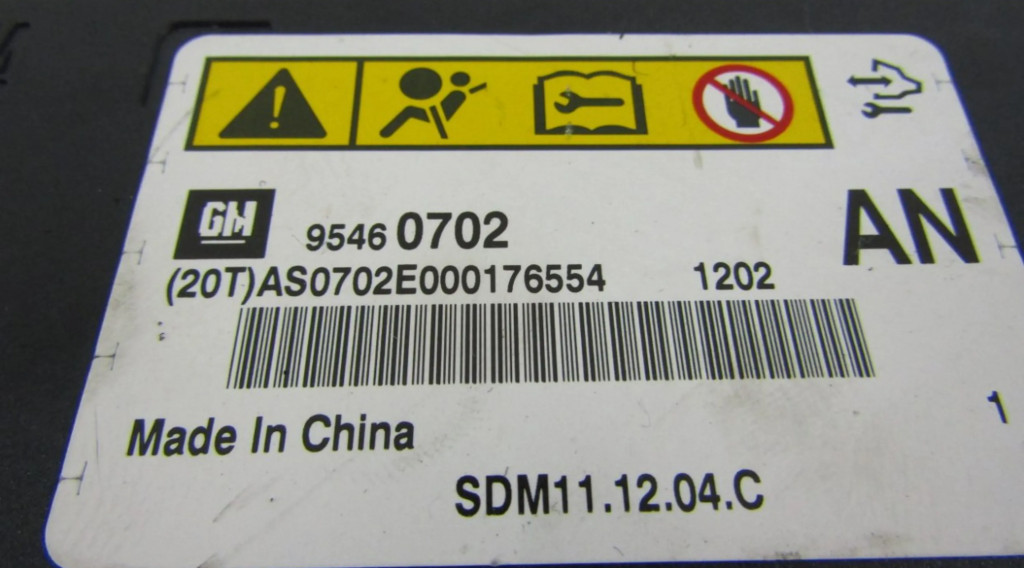 GM 9546 0702 AN
(20T)AS0702E000176554 1202
Made In China
1
SDM11.12.04.C